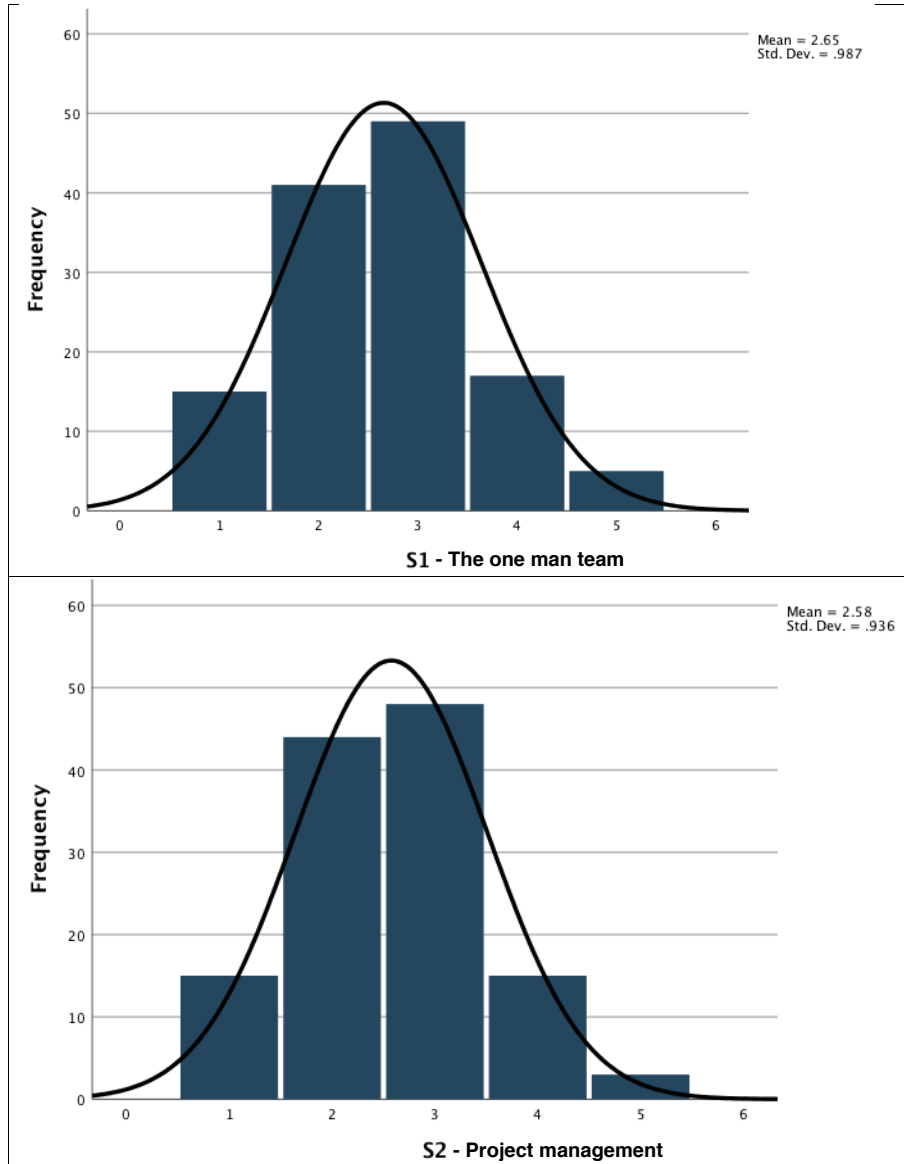 Mean = 2.65
Std. Dev. = .987
60
50
40
30
20
10
0
Frequency
0 1 2 3 4 5 6
S1 - The one man team
Mean = 2.58
Std. Dev. = .936
60
50
40
30
20
10
0
Frequency
0 1 2 3 4 5 6
S2 - Project management